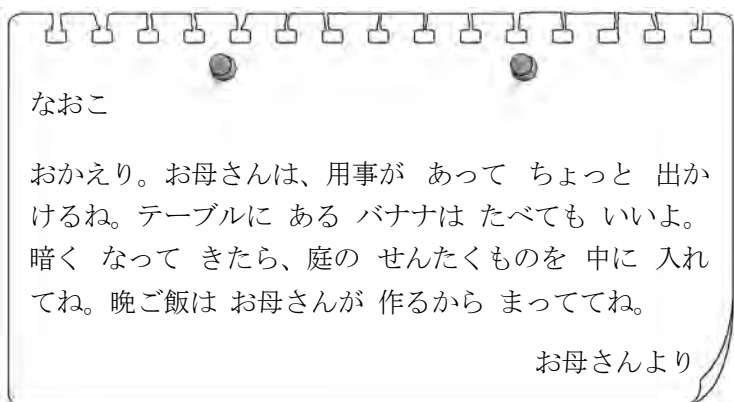 なおこ
おかえり。お母さんは、用事が あって ちょっと 出か
けるね。テーブルに ある バナナは たべても いいよ。
暗く なって きたら、庭の せんたくものを 中に 入れ
てね。晩ご飯は お母さんが 作るから まっててね。
お母さんより